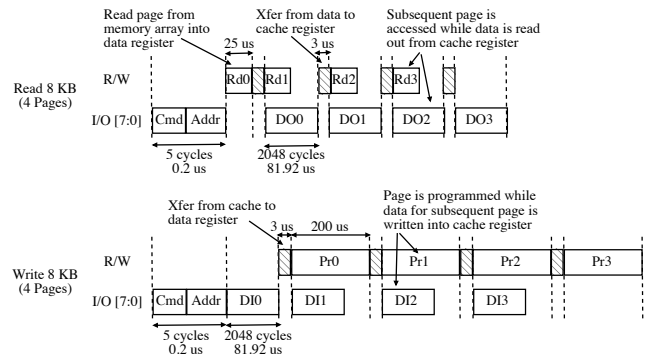 Read page from
memory array into
data register
Xfer from data to
cache register
Subsequent page is
accessed while data is read
out from cache register
25 us
3 us
Read 8 KB
(4 Pages)
R/W
Rd0
Rd1
Rd2
Rd3
I/O [7:0]
Cmd
Addr
DO0
DO1
DO2
DO3
5 cycles
0.2 us
2048 cycles
81.92 us
Xfer from cache to
data register
Page is programmed while
data for subsequent page is
written into cache register
3 us
200 us
Write 8 KB
(4 Pages)
R/W
Pr0
Pr1
Pr2
Pr3
I/O [7:0]
Cmd
Addr
DI0
DI1
DI2
DI3
5 cycles
0.2 us
2048 cycles
81.92 us